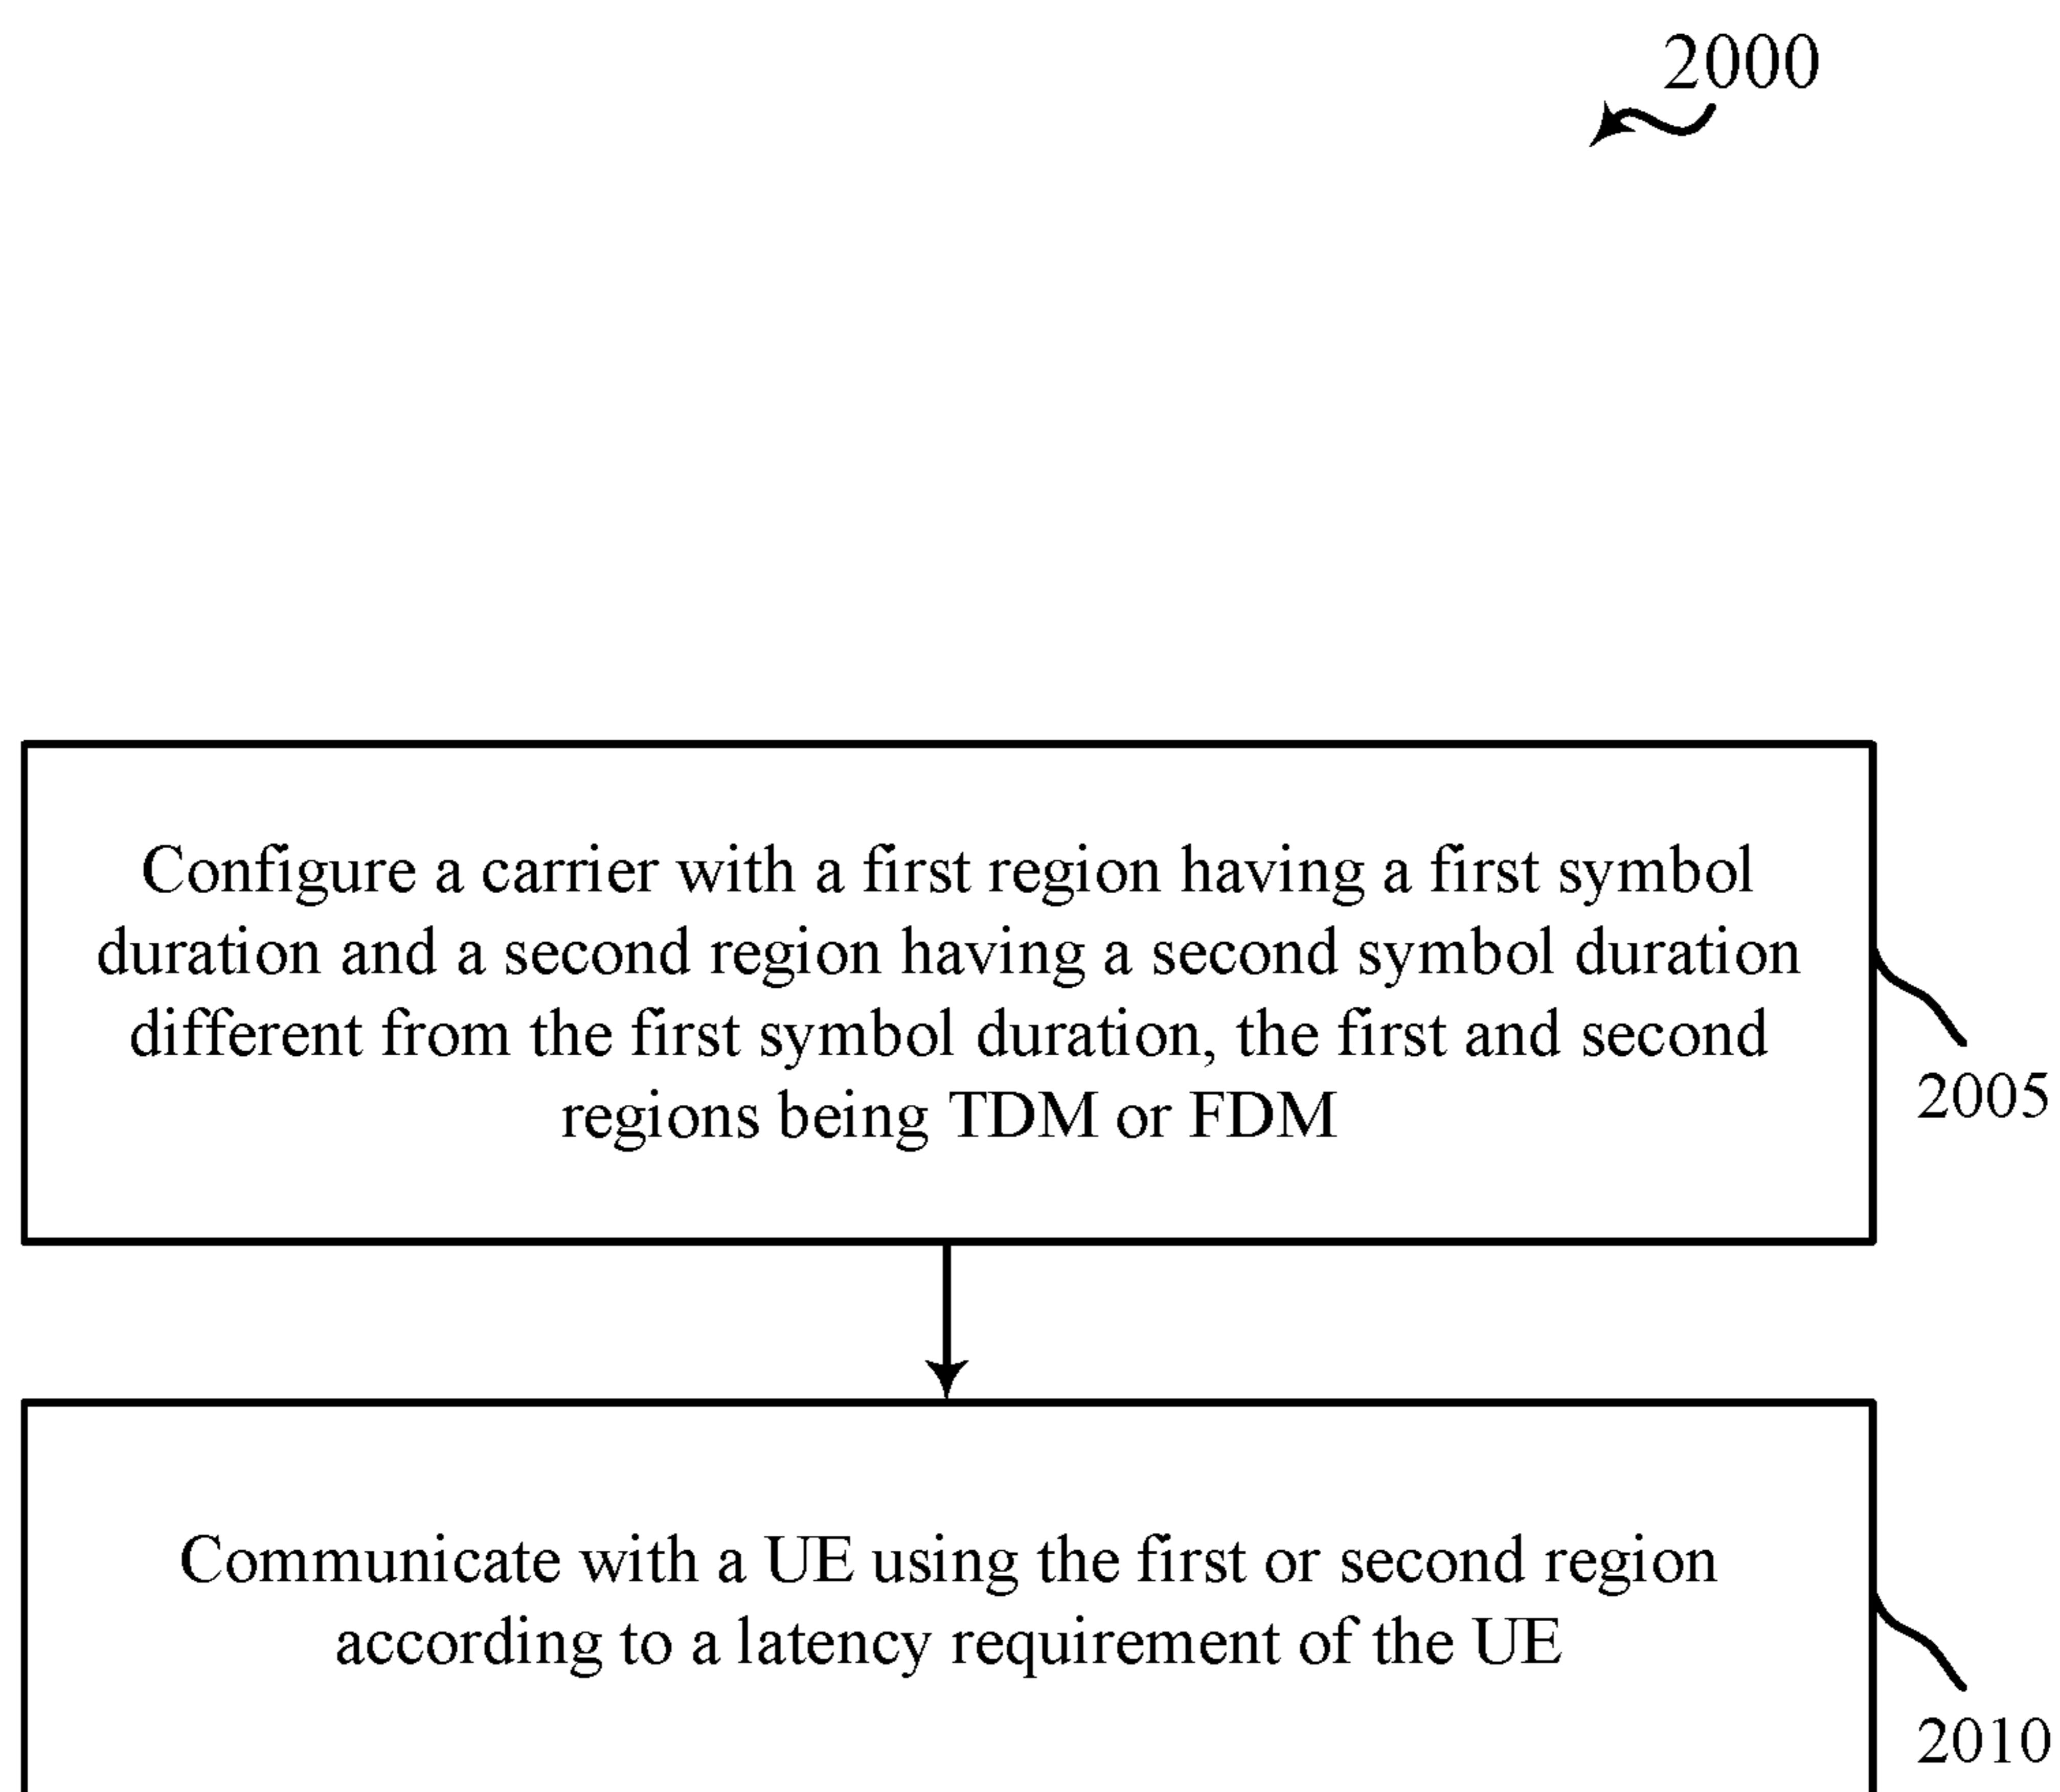 2000
Configure a carrier with a first region having a first symbol
duration and a second region having a second symbol duration
different from the first symbol duration, the first and second
regions being TDM or FDM
2005
Communicate with a UE using the first or second region
according to a latency requirement of the UE
2010